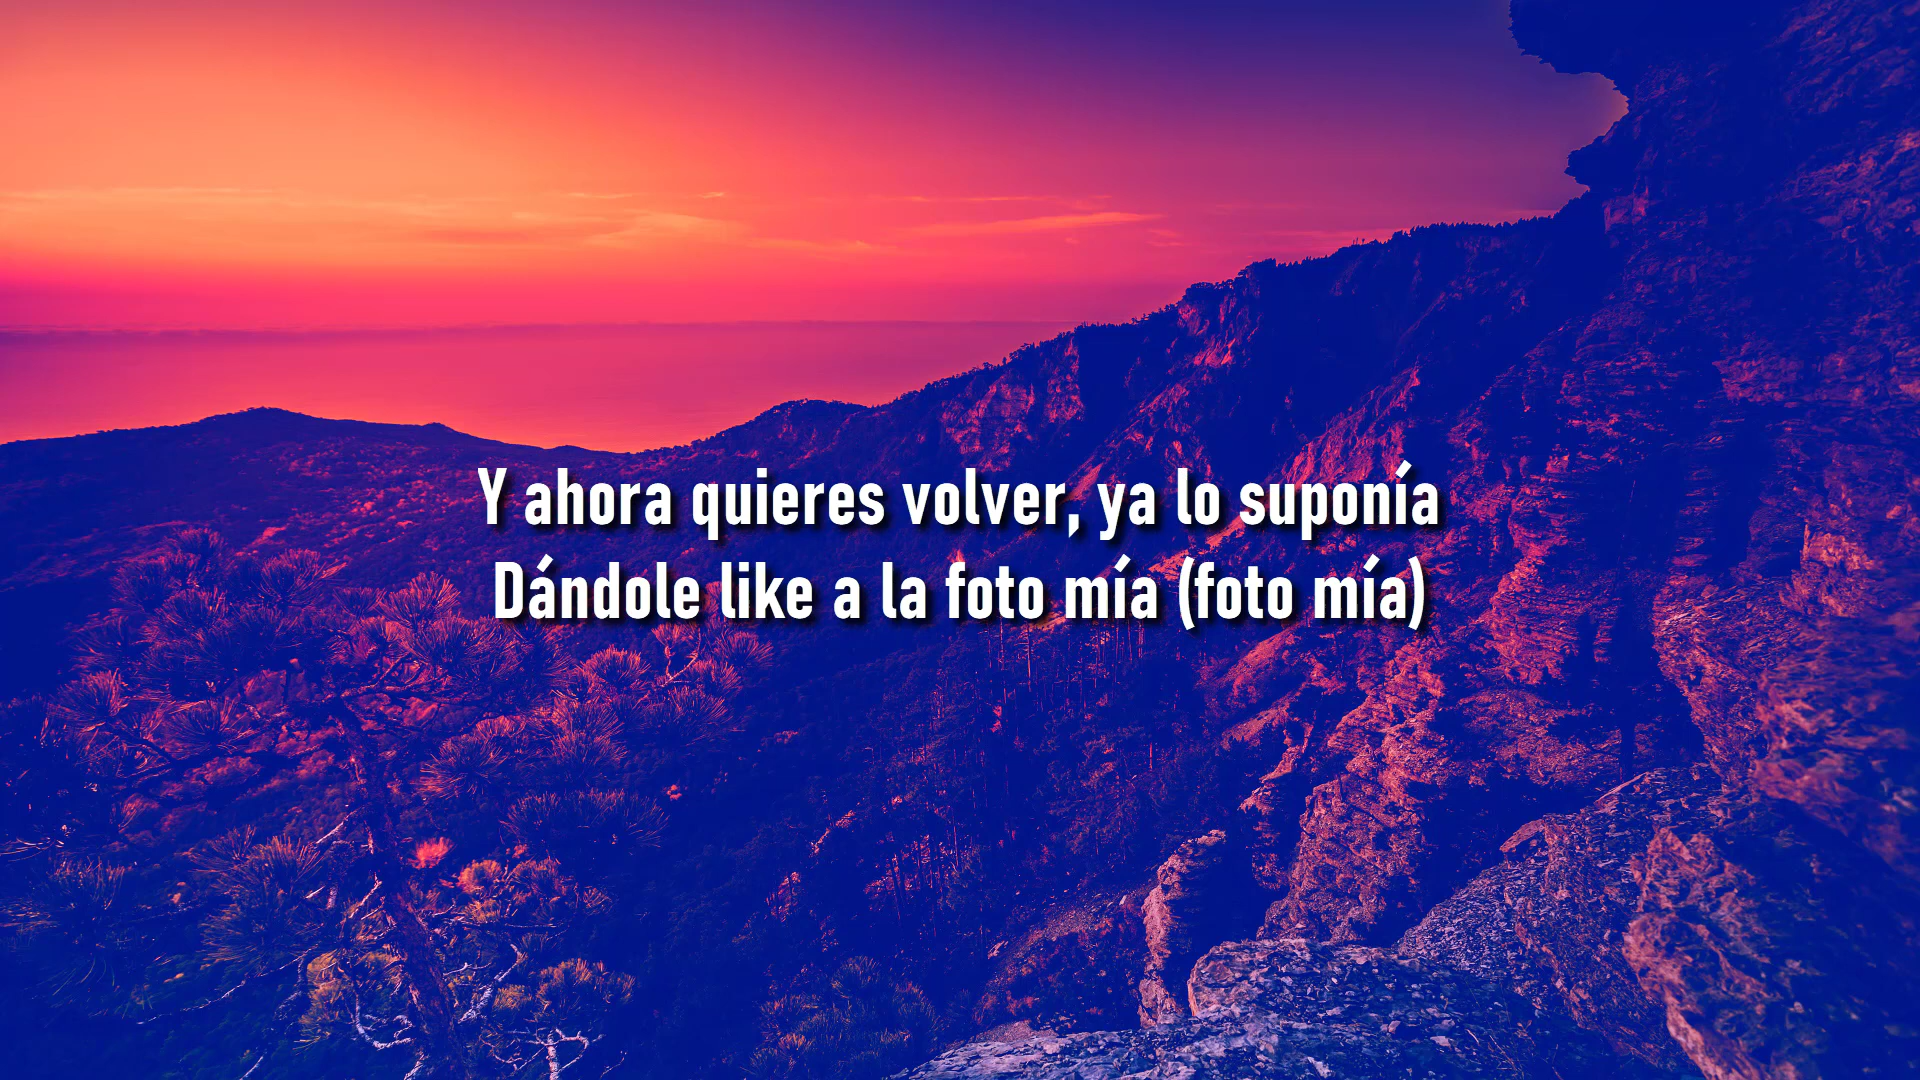 Y ahora quieres volver, ya lo suponía
Dándole like a la foto mía (foto mía)